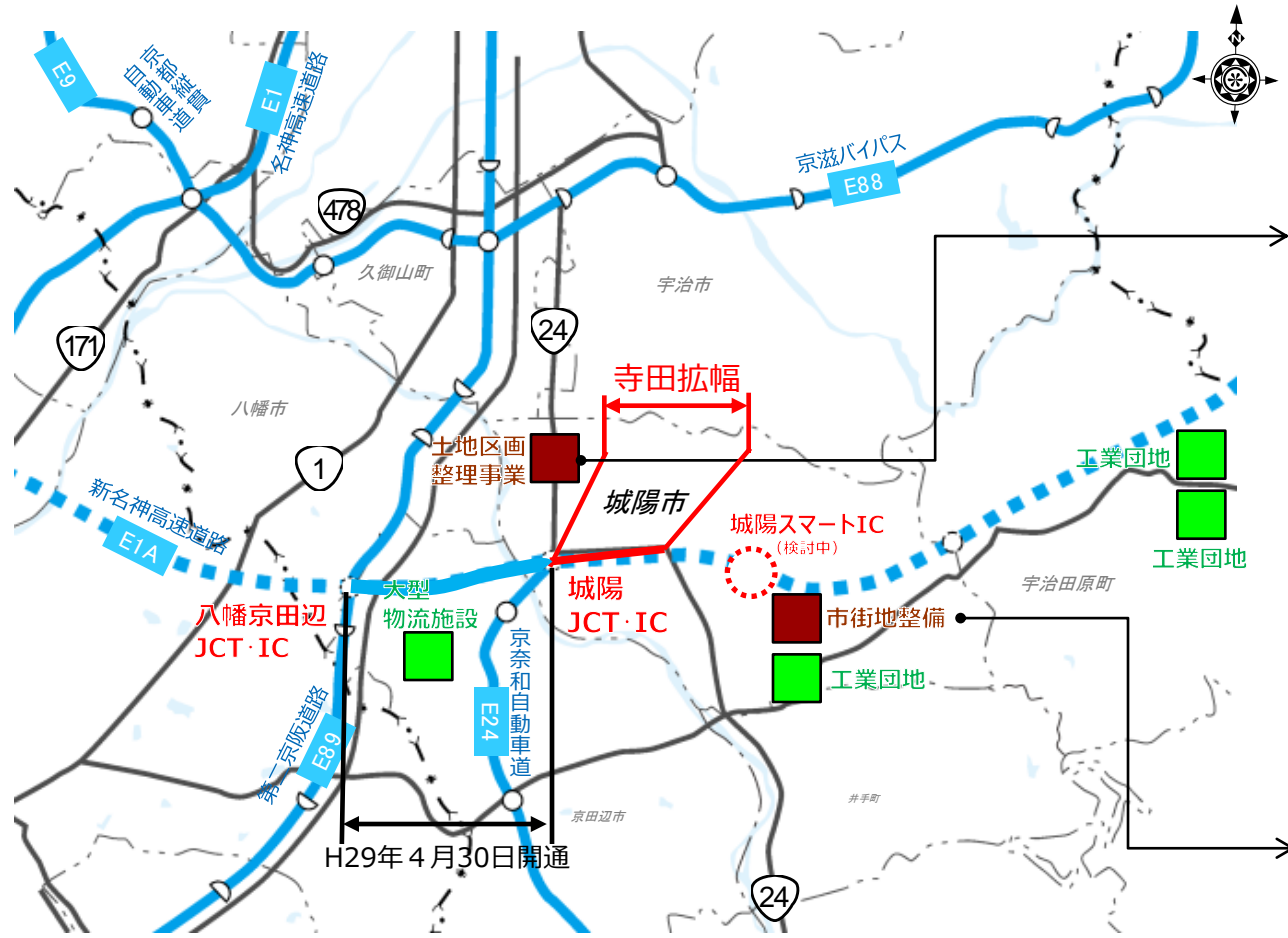 N
E9
京都縦貫
自動車道
E1
名神高速道路
京滋バイパス
E88
478
久御山町
宇治市
24
171
寺田拡幅
八幡市
土地区画
整理事業
1
工業団地
城陽市
新名神高速道路
E1A
城陽スマートIC
(検討中)
工業団地
宇治田原町
大型
物流施設
八幡京田辺
JCT·IC
城陽
JCT·IC
市街地整備
京奈和自動車道
E24
工業団地
第二京阪道路
E89
井手町
京田辺市
H29年4月30日開通
24